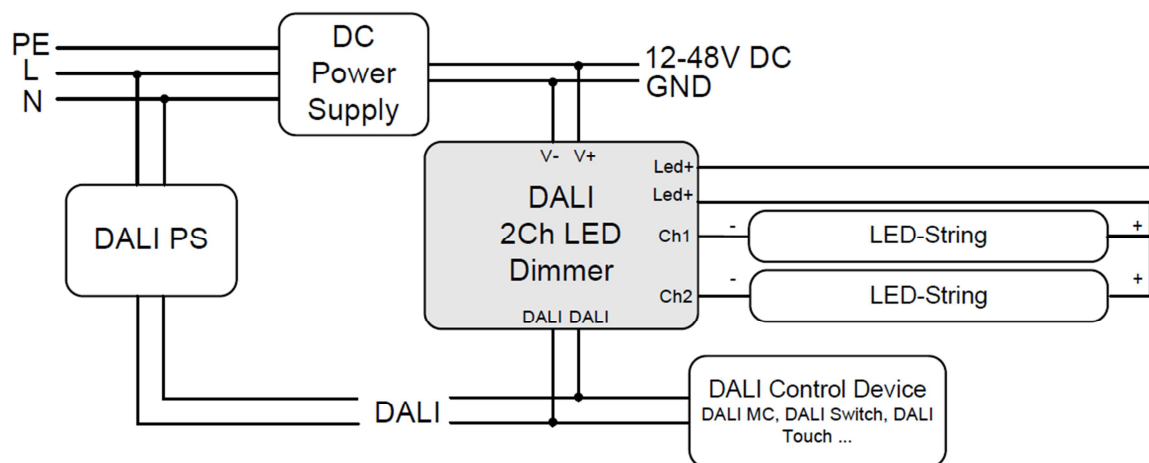 PE
L
N
DC
Power
Supply
12-48V DC
GND
V- V+
Led+
Led+
DALI
2Ch LED
Dimmer
Ch1
Ch2
DALI DALI
- LED-String +
- LED-String +
DALI PS
DALI
DALI Control Device
DALI MC, DALI Switch, DALI
Touch ...